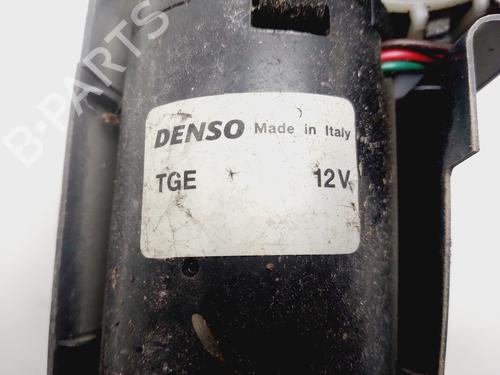 B-PARTS
DENSO Made in Italy
TGE 12V